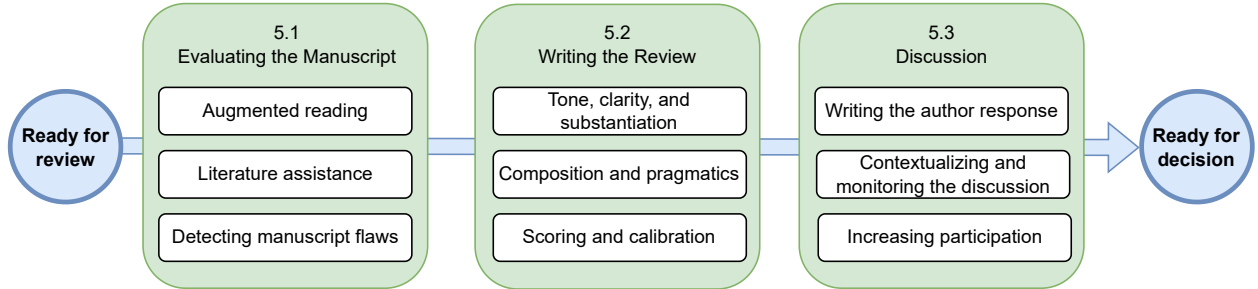 Ready for
review
5.1
Evaluating the Manuscript
Augmented reading
Literature assistance
Detecting manuscript flaws
5.2
Writing the Review
Tone, clarity, and
substantiation
Composition and pragmatics
Scoring and calibration
5.3
Discussion
Writing the author response
Contextualizing and
monitoring the discussion
Increasing participation
Ready for
decision